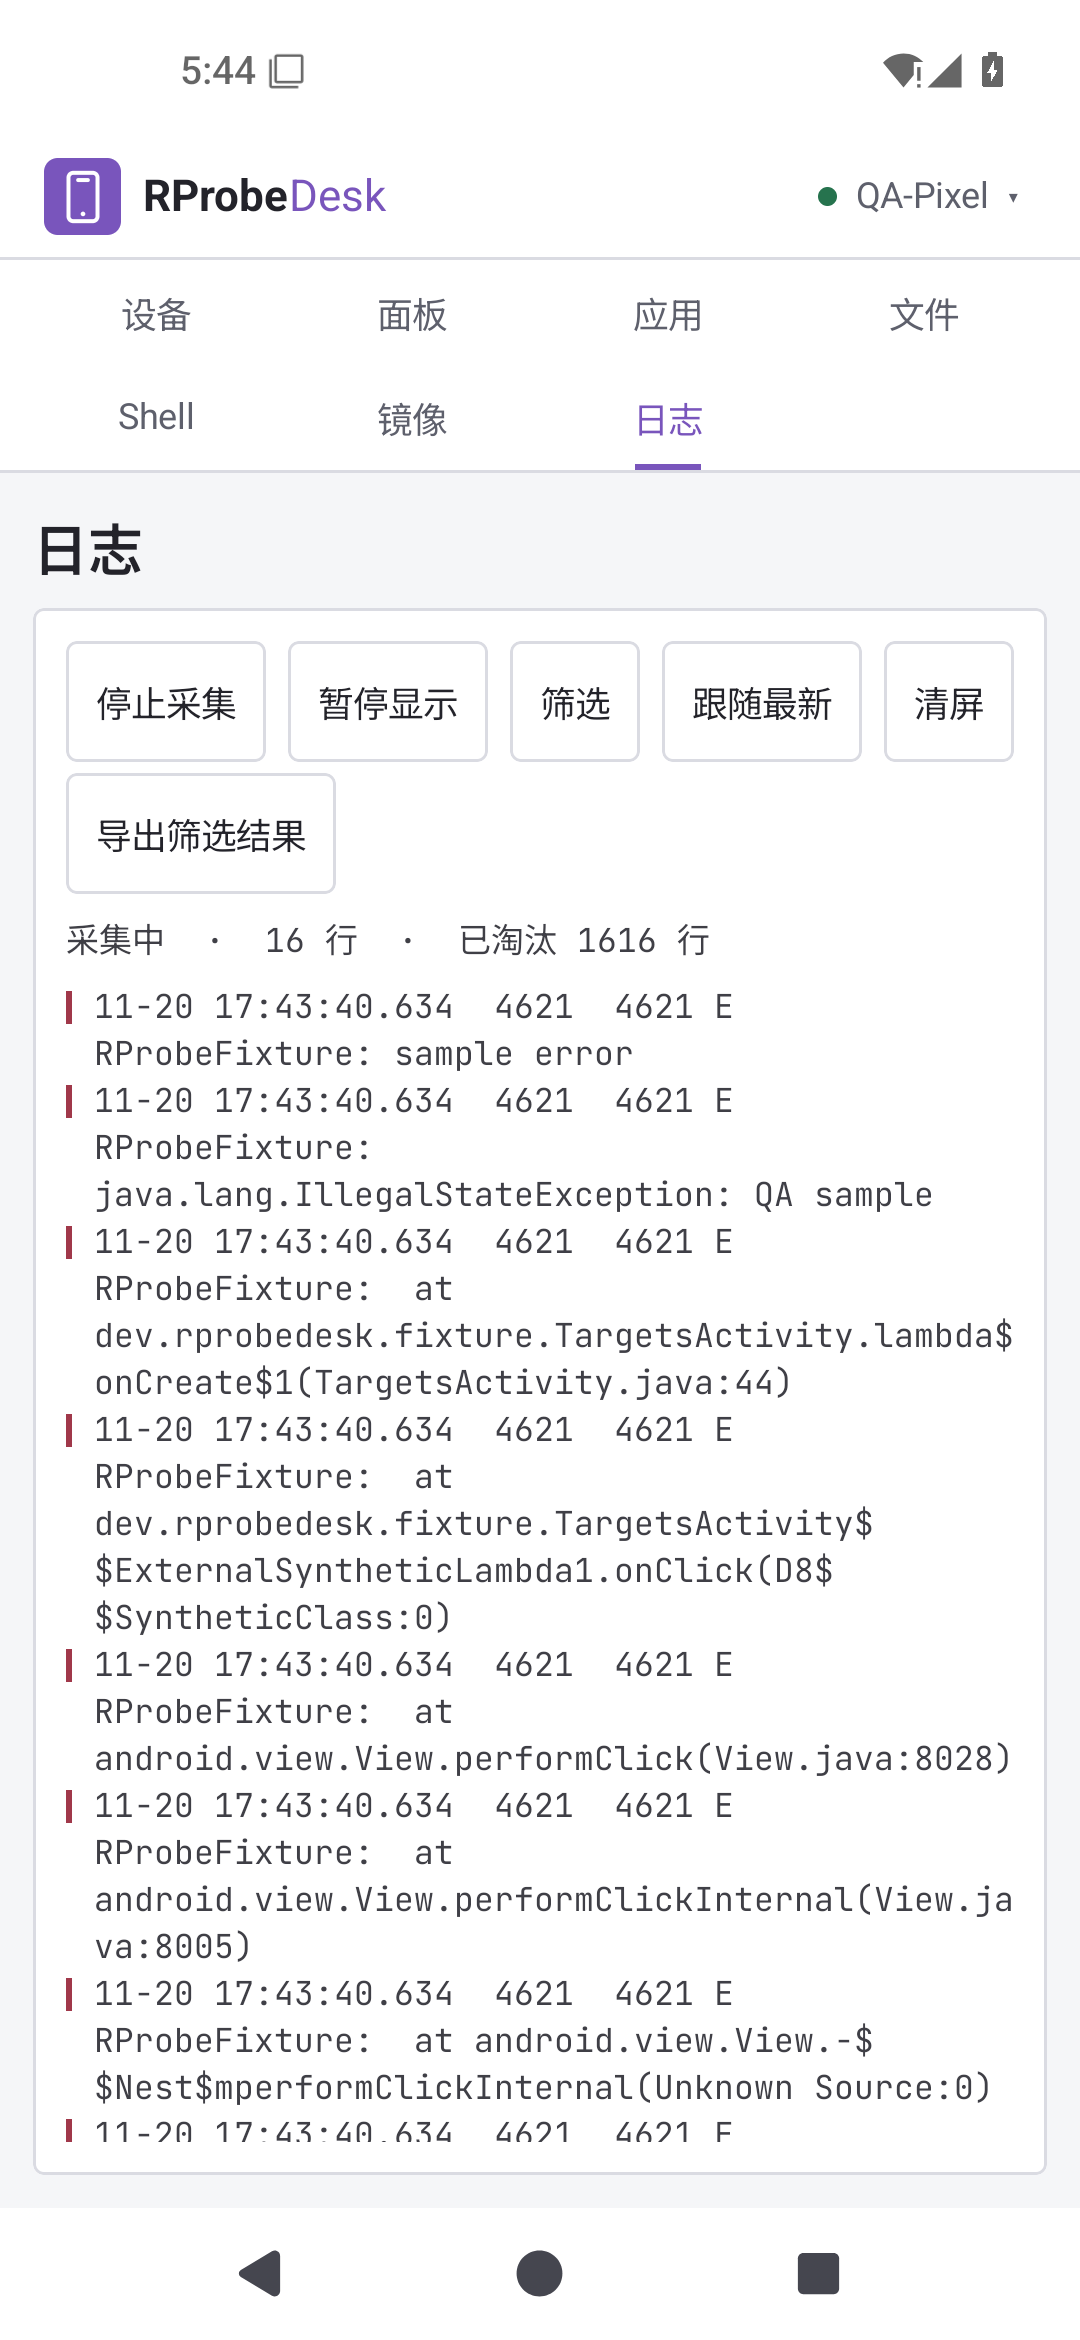 5:44
RProbeDesk
QA-Pixel ▾
设备 面板 应用 文件
Shell 镜像 日志
日志
停止采集 暂停显示 筛选 跟随最新 清屏
导出筛选结果
采集中 · 16 行 · 已淘汰 1616 行
11-20 17:43:40.634  4621  4621 E
RProbeFixture: sample error
11-20 17:43:40.634  4621  4621 E
RProbeFixture:
java.lang.IllegalStateException: QA sample
11-20 17:43:40.634  4621  4621 E
RProbeFixture:  at
dev.rprobedesk.fixture.TargetsActivity.lambda$
onCreate$1(TargetsActivity.java:44)
11-20 17:43:40.634  4621  4621 E
RProbeFixture:  at
dev.rprobedesk.fixture.TargetsActivity$
$ExternalSyntheticLambda1.onClick(D8$
$SyntheticClass:0)
11-20 17:43:40.634  4621  4621 E
RProbeFixture:  at
android.view.View.performClick(View.java:8028)
11-20 17:43:40.634  4621  4621 E
RProbeFixture:  at
android.view.View.performClickInternal(View.ja
va:8005)
11-20 17:43:40.634  4621  4621 E
RProbeFixture:  at android.view.View.-$
$Nest$mperformClickInternal(Unknown Source:0)
11-20 17:43:40.634  4621  4621 E